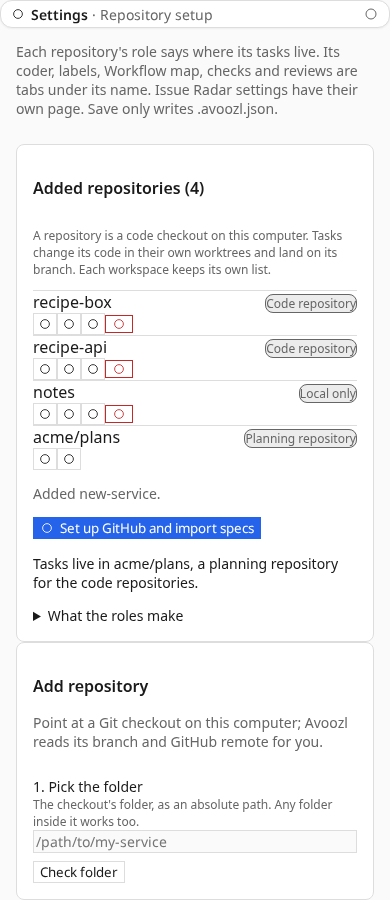 Settings · Repository setup
Each repository's role says where its tasks live. Its
coder, labels, Workflow map, checks and reviews are
tabs under its name. Issue Radar settings have their
own page. Save only writes .avoozl.json.
Added repositories (4)
A repository is a code checkout on this computer. Tasks
change its code in their own worktrees and land on its
branch. Each workspace keeps its own list.
recipe-box
Code repository
recipe-api
Code repository
notes
Local only
acme/plans
Planning repository
Added new-service.
Set up GitHub and import specs
Tasks live in acme/plans, a planning repository
for the code repositories.
What the roles make
Add repository
Point at a Git checkout on this computer; Avoozl
reads its branch and GitHub remote for you.
1. Pick the folder
The checkout's folder, as an absolute path. Any folder
inside it works too.
/path/to/my-service
Check folder